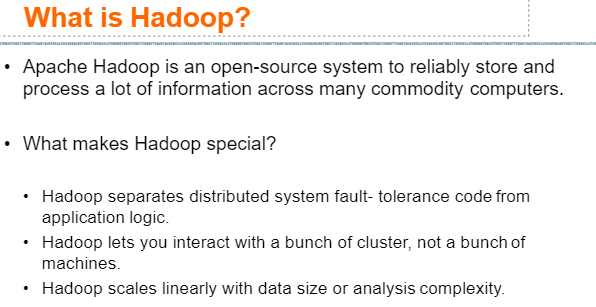 What is Hadoop?
• Apache Hadoop is an open-source system to reliably store and
process a lot of information across many commodity computers.
• What makes Hadoop special?
• Hadoop separates distributed system fault- tolerance code from
application logic.
• Hadoop lets you interact with a bunch of cluster, not a bunch of
machines.
• Hadoop scales linearly with data size or analysis complexity.